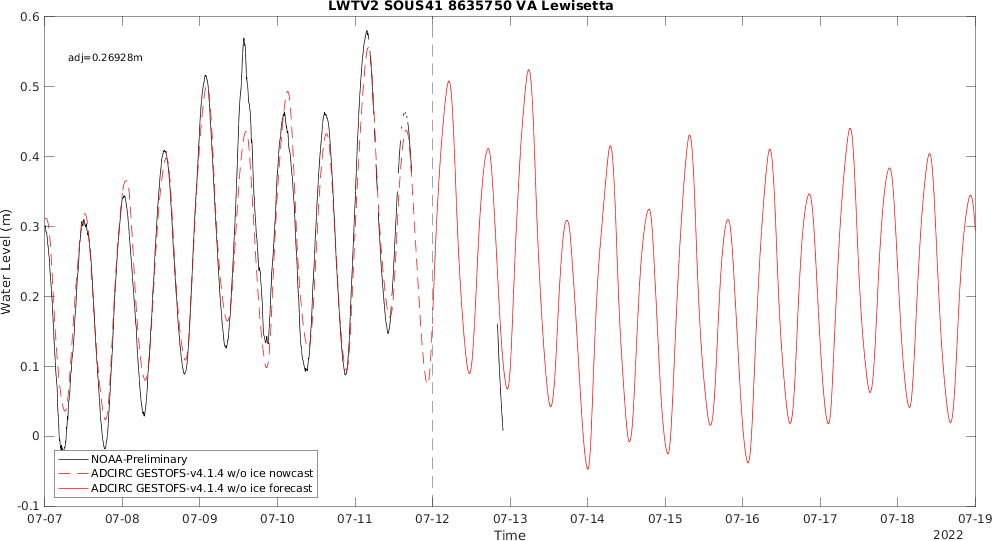 LWTV2 SOUS41 8635750 VA Lewisetta
0.6
adj=0.26928m
0.5
0.4
0.3
Water Level (m)
0.2
0.1
0
NOAA-Preliminary
ADCIRC GESTOFS-v4.1.4 w/o ice nowcast
ADCIRC GESTOFS-v4.1.4 w/o ice forecast
-0.1
07-07 07-08 07-09 07-10 07-11 07-12 07-13 07-14 07-15 07-16 07-17 07-18 07-19
Time
2022